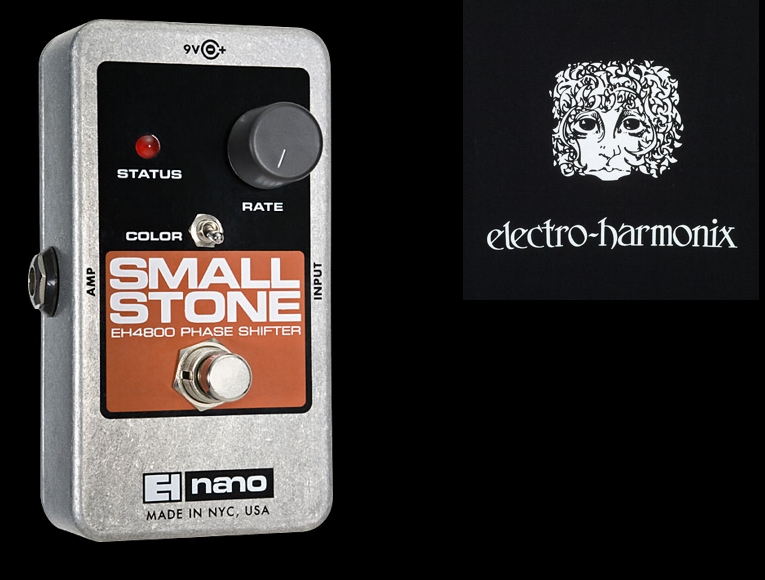 9V +
STATUS
RATE
COLOR
AMP
INPUT
SMALL
STONE
EH4800 PHASE SHIFTER
EH nano
MADE IN NYC, USA
electro-harmonix